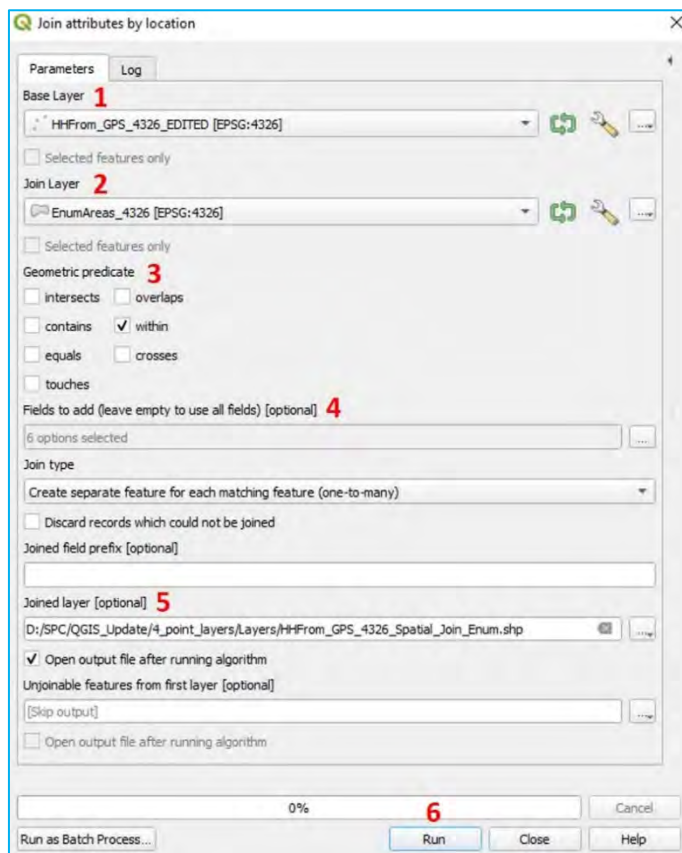 Join attributes by location
Parameters Log
Base Layer 1
HHFrom_GPS_4326_EDITED [EPSG:4326]
Selected features only
Join Layer 2
EnumAreas_4326 [EPSG:4326]
Selected features only
Geometric predicate 3
intersects overlaps
contains within
equals crosses
touches
Fields to add (leave empty to use all fields) [optional] 4
6 options selected
Join type
Create separate feature for each matching feature (one-to-many)
Discard records which could not be joined
Joined field prefix [optional]
Joined layer [optional] 5
D:/SPC/QGIS_Update/4_point_layers/Layers/HHFrom_GPS_4326_Spatial_Join_Enum.shp
Open output file after running algorithm
Unjoinable features from first layer [optional]
[Skip output]
Open output file after running algorithm
0% 6 Cancel
Run as Batch Process... Run Close Help